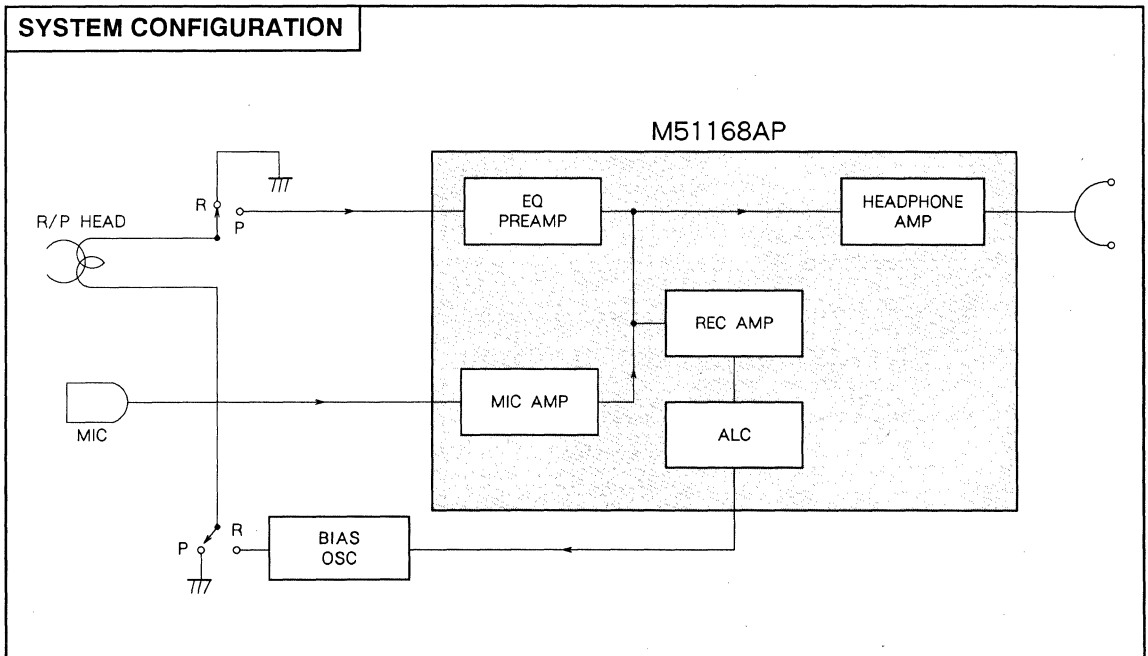 SYSTEM CONFIGURATION
M51168AP
R
P
EQ
PREAMP
HEADPHONE
AMP
R/P HEAD
REC AMP
MIC AMP
MIC
ALC
P
R
BIAS
OSC